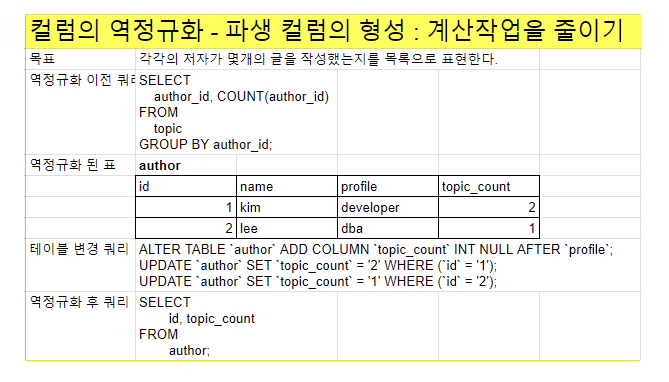 컬럼의 역정규화 - 파생 컬럼의 형성 : 계산작업을 줄이기
목표 각각의 저자가 몇개의 글을 작성했는지를 목록으로 표현한다.
역정규화 이전 쿼리 SELECT
author_id, COUNT(author_id)
FROM
topic
GROUP BY author_id;
역정규화 된 표 author
id name profile topic_count
1 kim developer 2
2 lee dba 1
테이블 변경 쿼리 ALTER TABLE `author` ADD COLUMN `topic_count` INT NULL AFTER `profile`;
UPDATE `author` SET `topic_count` = '2' WHERE (`id` = '1');
UPDATE `author` SET `topic_count` = '1' WHERE (`id` = '2');
역정규화 후 쿼리 SELECT
id, topic_count
FROM
author;